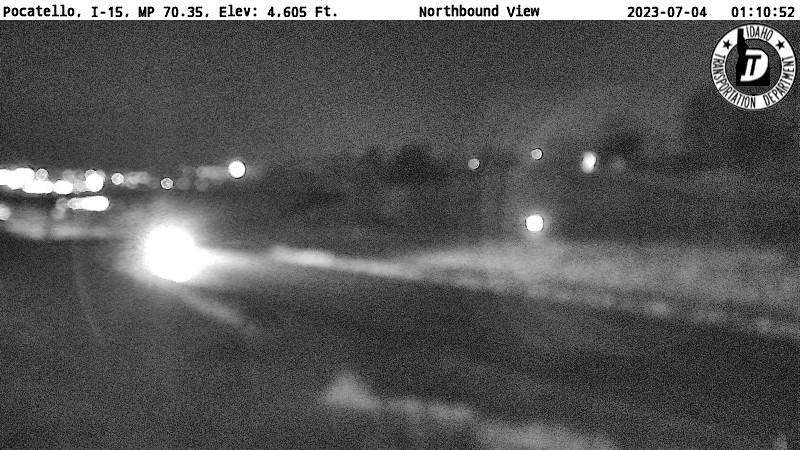 Pocatello, I-15, MP 70.35, Elev: 4,605 Ft. Northbound View 2023-07-04 01:10:52
IDAHO
TRANSPORTATION DEPARTMENT